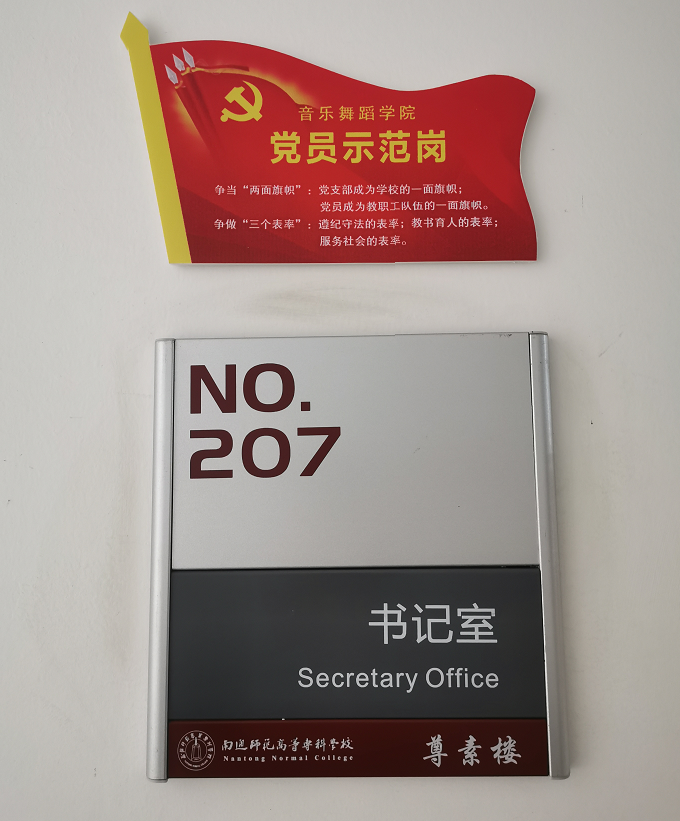 音乐舞蹈学院
党员示范岗
争当“两面旗帜”：党支部成为学校的一面旗帜；
党员成为教职工队伍的一面旗帜。
争做“三个表率”：遵纪守法的表率；教书育人的表率；
服务社会的表率。
NO.
207
书记室
Secretary Office
南通师范高等专科学校
Nantong Normal College
尊素楼